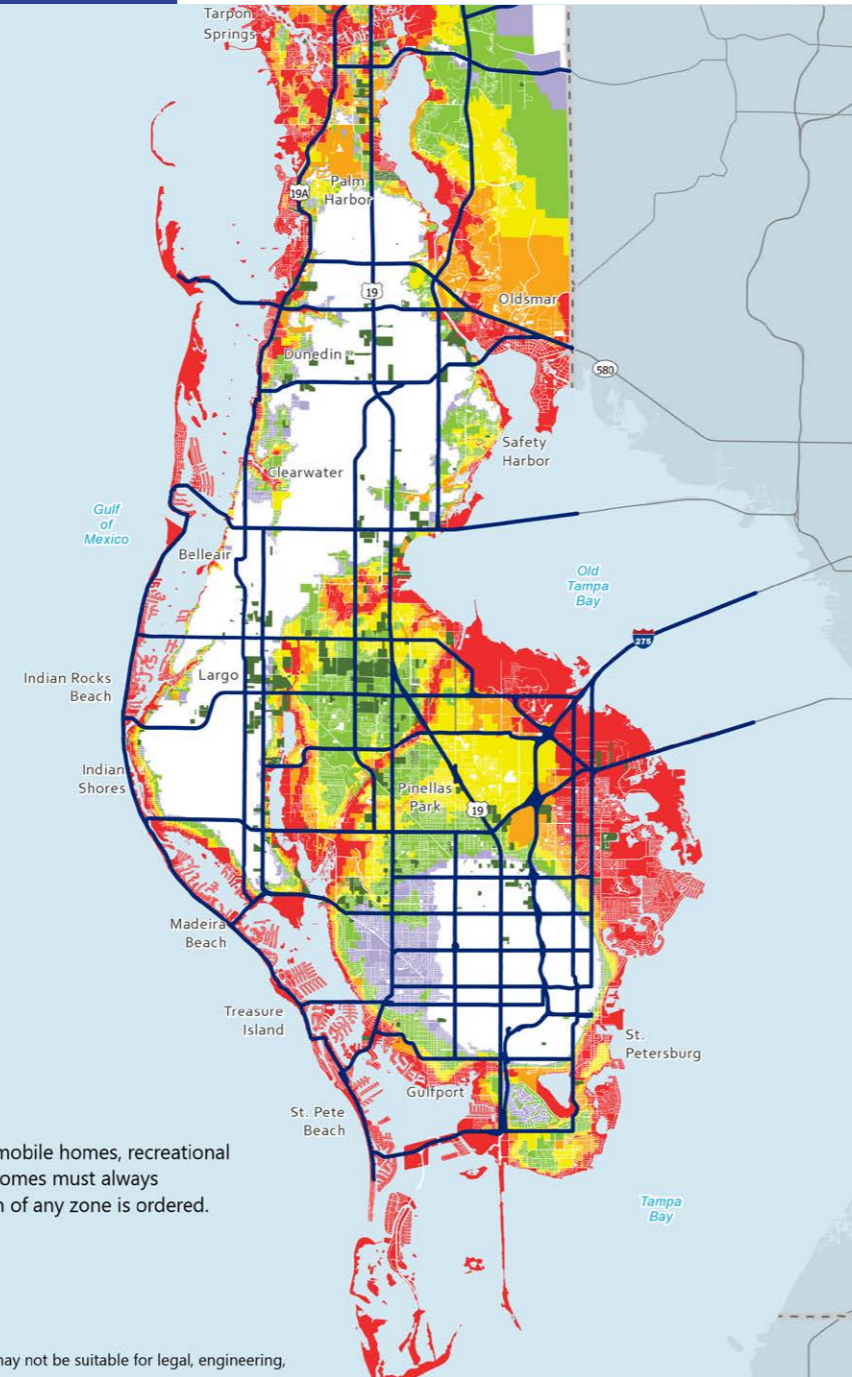 Tarpon
Springs
19A
Palm
Harbor
19
Oldsmar
Dunedin
580
Safety
Harbor
Clearwater
Gulf
of
Mexico
Belleair
Old
Tampa
Bay
275
Largo
Indian Rocks
Beach
Indian
Shores
Pinellas
Park
19
Madeira
Beach
Treasure
Island
St.
Petersburg
Gulfport
St. Pete
Beach
mobile homes, recreational
homes must always
of any zone is ordered.
Tampa
Bay
may not be suitable for legal, engineering,